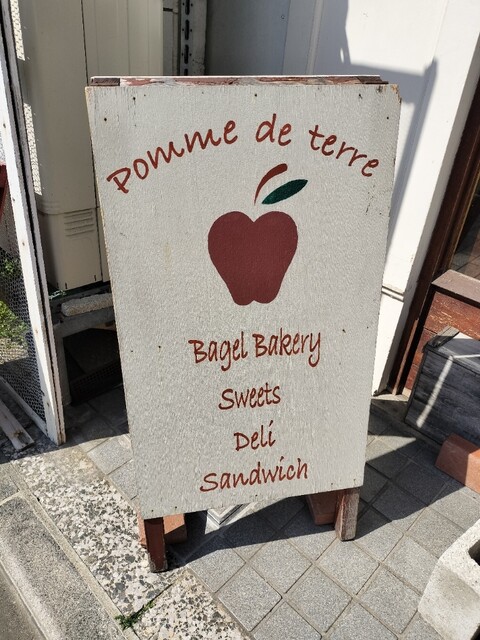 Pomme de terre
Bagel Bakery
Sweets
Deli
Sandwich